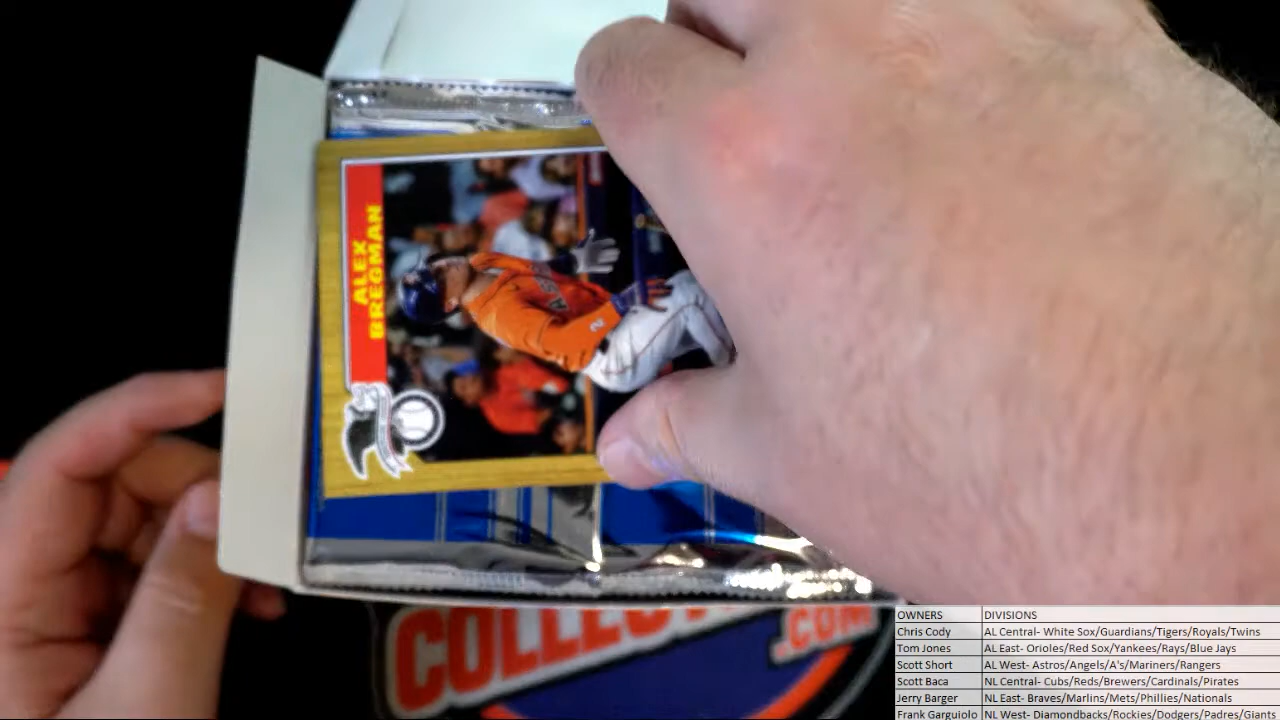 ALEX
BREGMAN
2
COLLEC
.COM
OWNERS DIVISIONS
Chris Cody AL Central- White Sox/Guardians/Tigers/Royals/Twins
Tom Jones AL East- Orioles/Red Sox/Yankees/Rays/Blue Jays
Scott Short AL West- Astros/Angels/A's/Mariners/Rangers
Scott Baca NL Central- Cubs/Reds/Brewers/Cardinals/Pirates
Jerry Barger NL East- Braves/Marlins/Mets/Phillies/Nationals
Frank Garguiolo NL West- Diamondbacks/Rockies/Dodgers/Padres/Giants